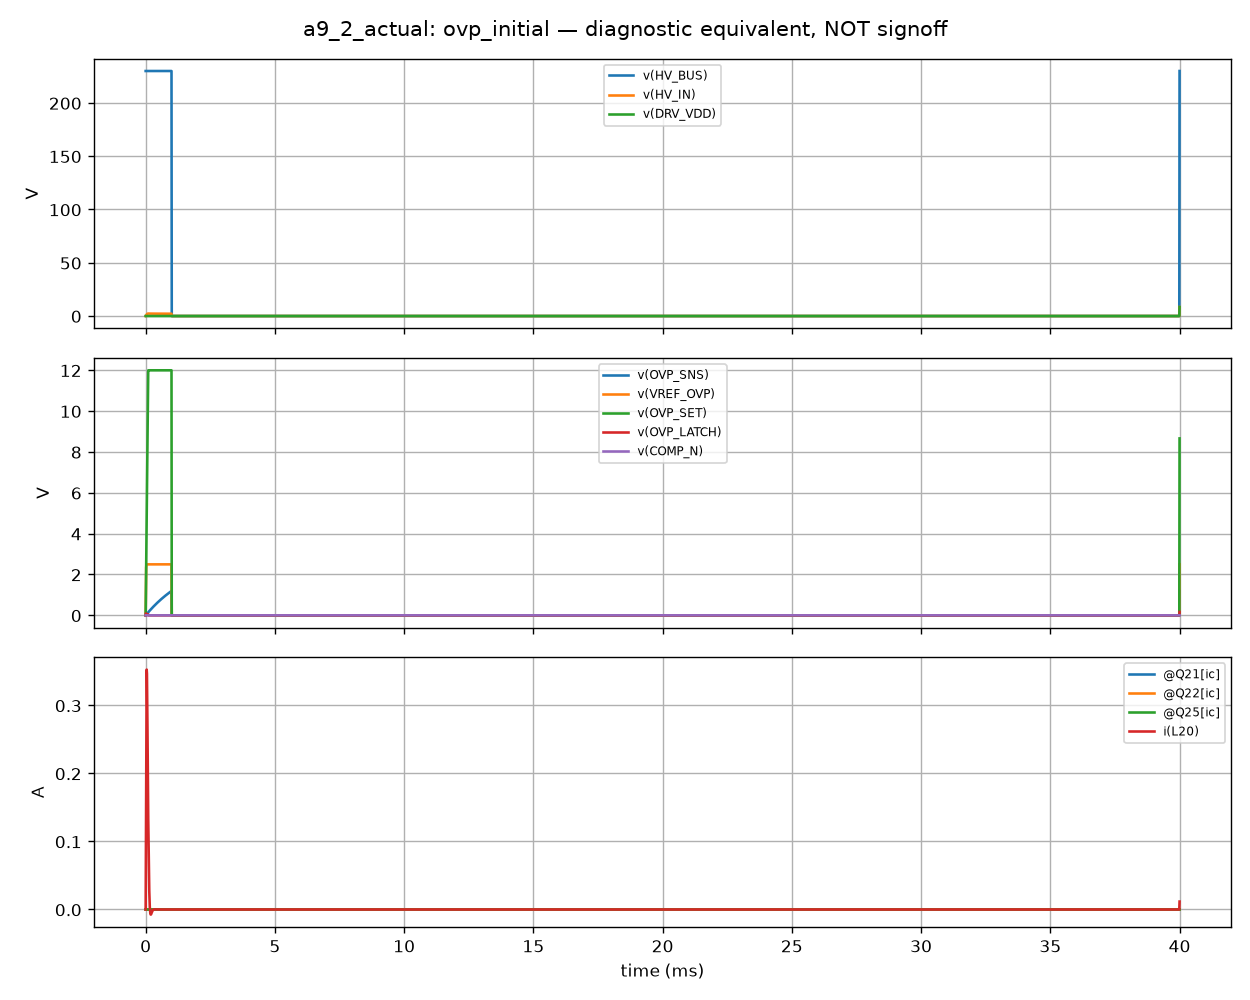 a9_2_actual: ovp_initial — diagnostic equivalent, NOT signoff
v(HV_BUS)
v(HV_IN)
v(DRV_VDD)
200
150
100
50
0
V
v(OVP_SNS)
v(VREF_OVP)
v(OVP_SET)
v(OVP_LATCH)
v(COMP_N)
12
10
8
6
4
2
0
V
@Q21[ic]
@Q22[ic]
@Q25[ic]
i(L20)
0.3
0.2
0.1
0.0
A
0 5 10 15 20 25 30 35 40
time (ms)